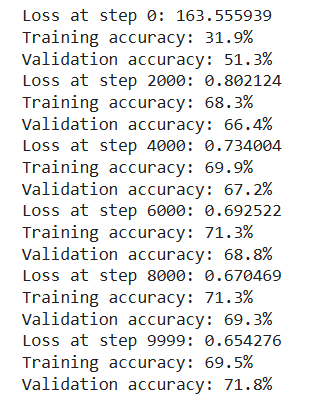 Loss at step 0: 163.555939
Training accuracy: 31.9%
Validation accuracy: 51.3%
Loss at step 2000: 0.802124
Training accuracy: 68.3%
Validation accuracy: 66.4%
Loss at step 4000: 0.734004
Training accuracy: 69.9%
Validation accuracy: 67.2%
Loss at step 6000: 0.692522
Training accuracy: 71.3%
Validation accuracy: 68.8%
Loss at step 8000: 0.670469
Training accuracy: 71.3%
Validation accuracy: 69.3%
Loss at step 9999: 0.654276
Training accuracy: 69.5%
Validation accuracy: 71.8%